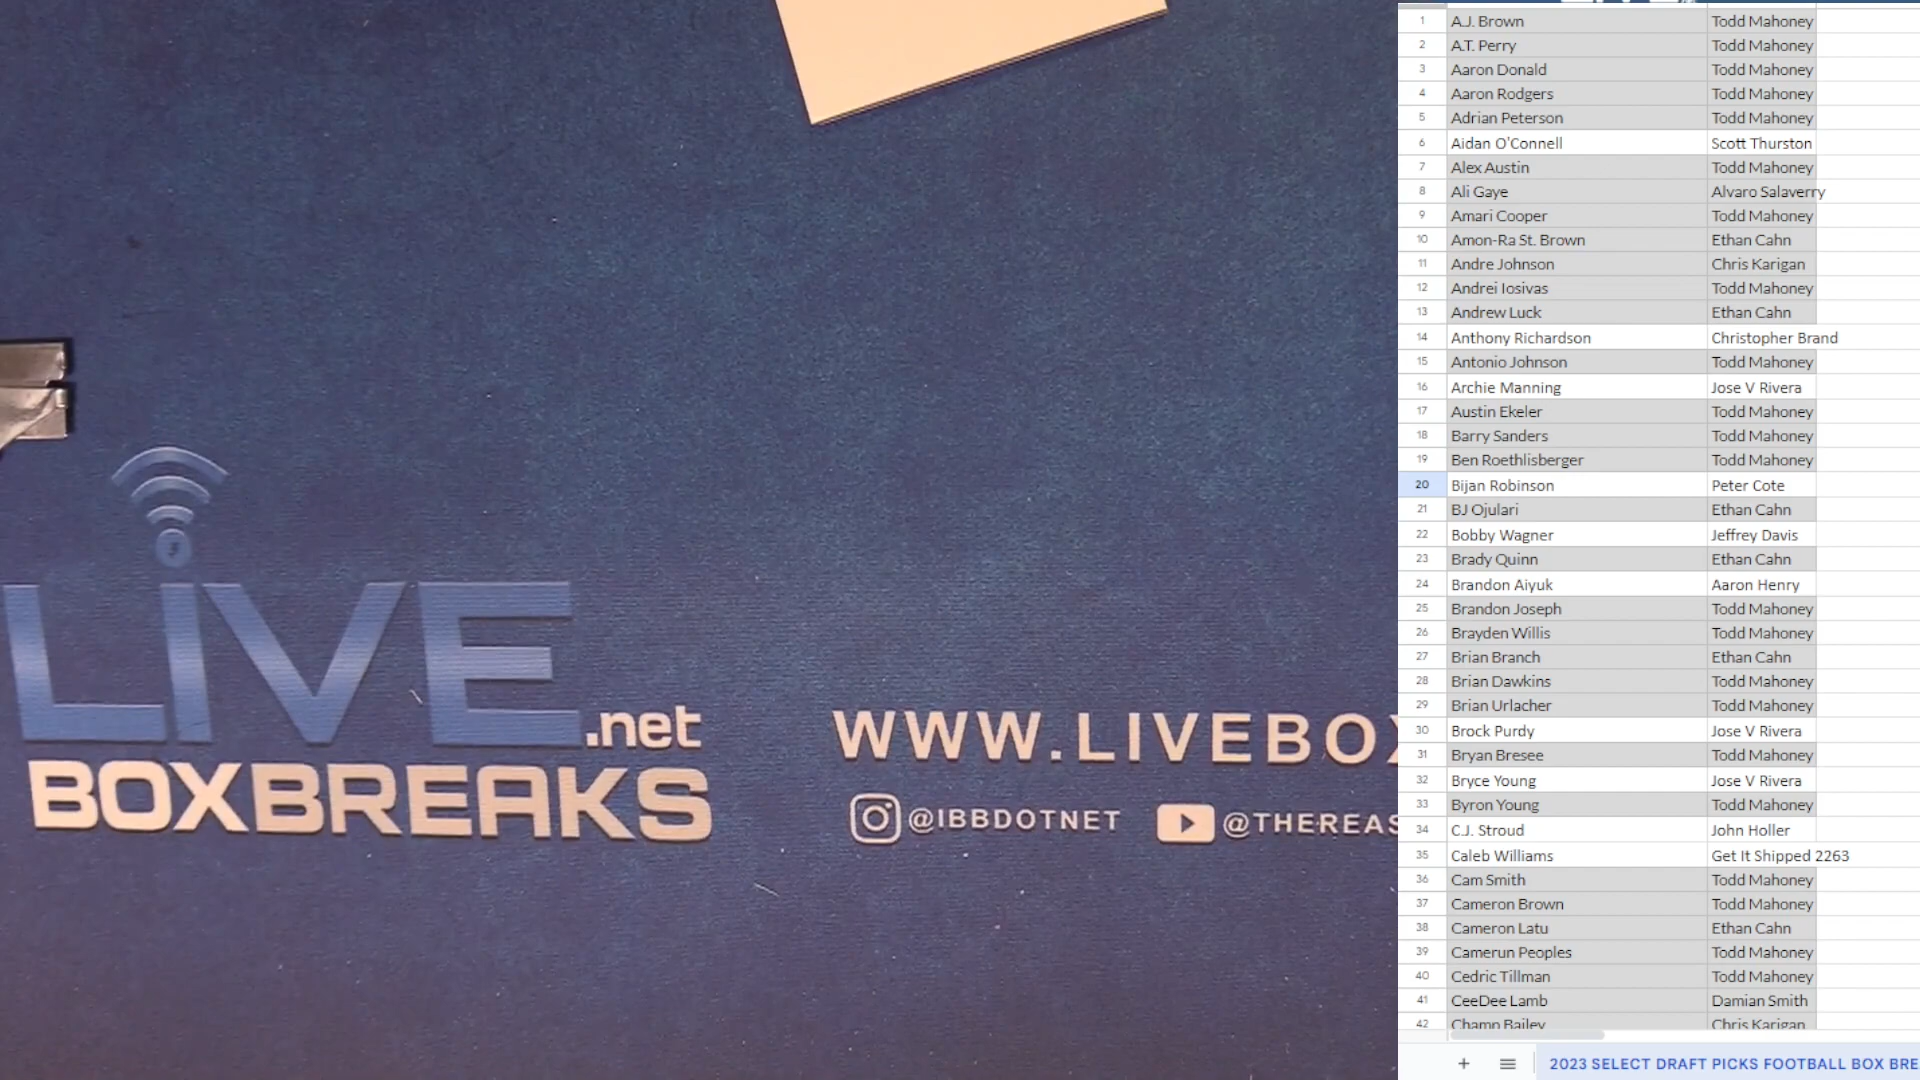 LIVE.net
BOXBREAKS
WWW.LIVEBOX
@IBBDOTNET @THEREAS
1 A.J. Brown Todd Mahoney
2 A.T. Perry Todd Mahoney
3 Aaron Donald Todd Mahoney
4 Aaron Rodgers Todd Mahoney
5 Adrian Peterson Todd Mahoney
6 Aidan O'Connell Scott Thurston
7 Alex Austin Todd Mahoney
8 Ali Gaye Alvaro Salaverry
9 Amari Cooper Todd Mahoney
10 Amon-Ra St. Brown Ethan Cahn
11 Andre Johnson Chris Karigan
12 Andrei Iosivas Todd Mahoney
13 Andrew Luck Ethan Cahn
14 Anthony Richardson Christopher Brand
15 Antonio Johnson Todd Mahoney
16 Archie Manning Jose V Rivera
17 Austin Ekeler Todd Mahoney
18 Barry Sanders Todd Mahoney
19 Ben Roethlisberger Todd Mahoney
20 Bijan Robinson Peter Cote
21 BJ Ojulari Ethan Cahn
22 Bobby Wagner Jeffrey Davis
23 Brady Quinn Ethan Cahn
24 Brandon Aiyuk Aaron Henry
25 Brandon Joseph Todd Mahoney
26 Brayden Willis Todd Mahoney
27 Brian Branch Ethan Cahn
28 Brian Dawkins Todd Mahoney
29 Brian Urlacher Todd Mahoney
30 Brock Purdy Jose V Rivera
31 Bryan Bresee Todd Mahoney
32 Bryce Young Jose V Rivera
33 Byron Young Todd Mahoney
34 C.J. Stroud John Holler
35 Caleb Williams Get It Shipped 2263
36 Cam Smith Todd Mahoney
37 Cameron Brown Todd Mahoney
38 Cameron Latu Ethan Cahn
39 Camerun Peoples Todd Mahoney
40 Cedric Tillman Todd Mahoney
41 CeeDee Lamb Damian Smith
42 Champ Bailey Chris Karigan
2023 SELECT DRAFT PICKS FOOTBALL BOX BRE